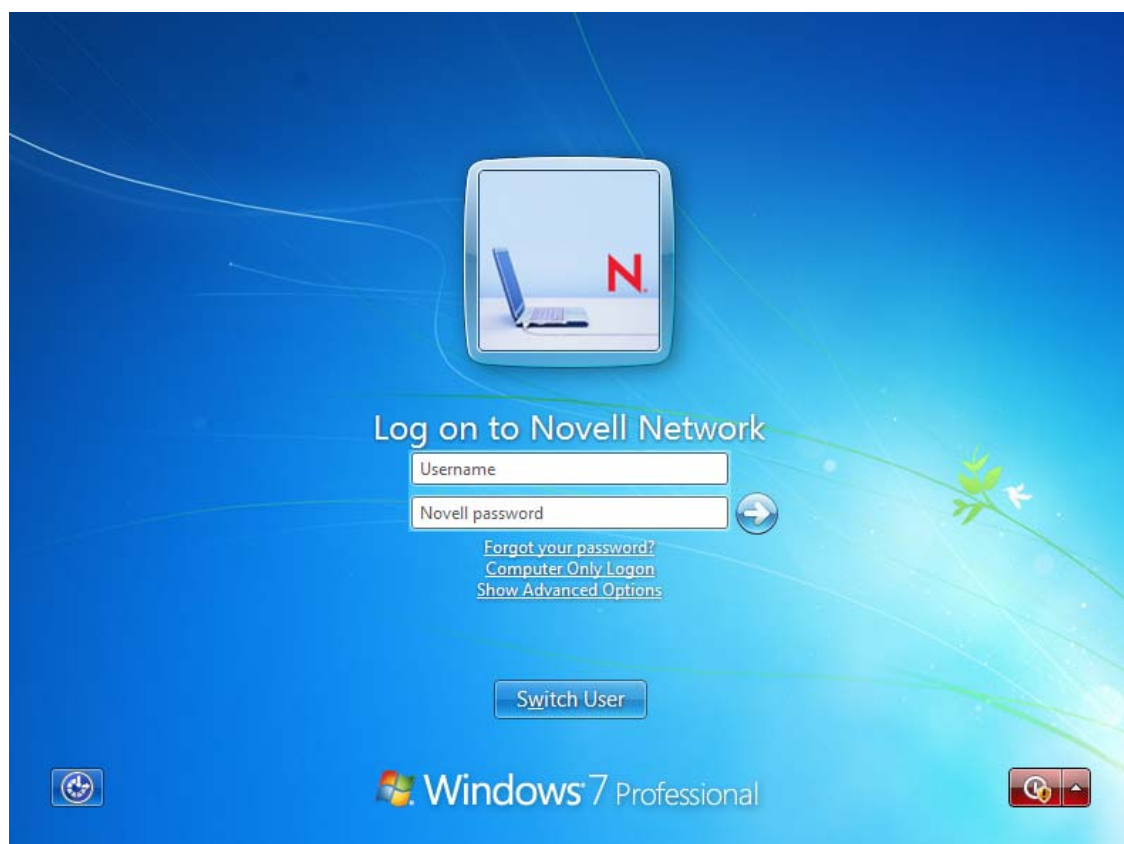 N.
Log on to Novell Network
Username
Novell password
Forgot your password?
Computer Only Logon
Show Advanced Options
Switch User
Windows 7 Professional